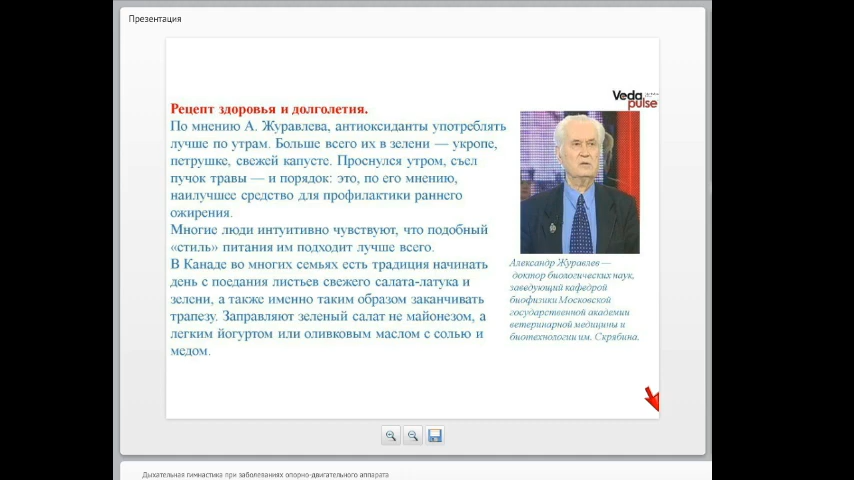 Презентация
Veda
pulse
Рецепт здоровья и долголетия.
По мнению А. Журавлева, антиоксиданты употреблять
лучше по утрам. Больше всего их в зелени — укропе,
петрушке, свежей капусте. Проснулся утром, съел
пучок травы — и порядок: это, по его мнению,
наилучшее средство для профилактики раннего
ожирения.
Многие люди интуитивно чувствуют, что подобный
«стиль» питания им подходит лучше всего.
В Канаде во многих семьях есть традиция начинать
день с поедания листьев свежего салата-латука и
зелени, а также именно таким образом заканчивать
трапезу. Заправляют зеленый салат не майонезом, а
легким йогуртом или оливковым маслом с солью и
медом.
Александр Журавлев —
доктор биологических наук,
заведующий кафедрой
биофизики Московской
государственной академии
ветеринарной медицины и
биотехнологии им. Скрябина.
Дыхательная гимнастика при заболеваниях опорно-двигательного аппарата